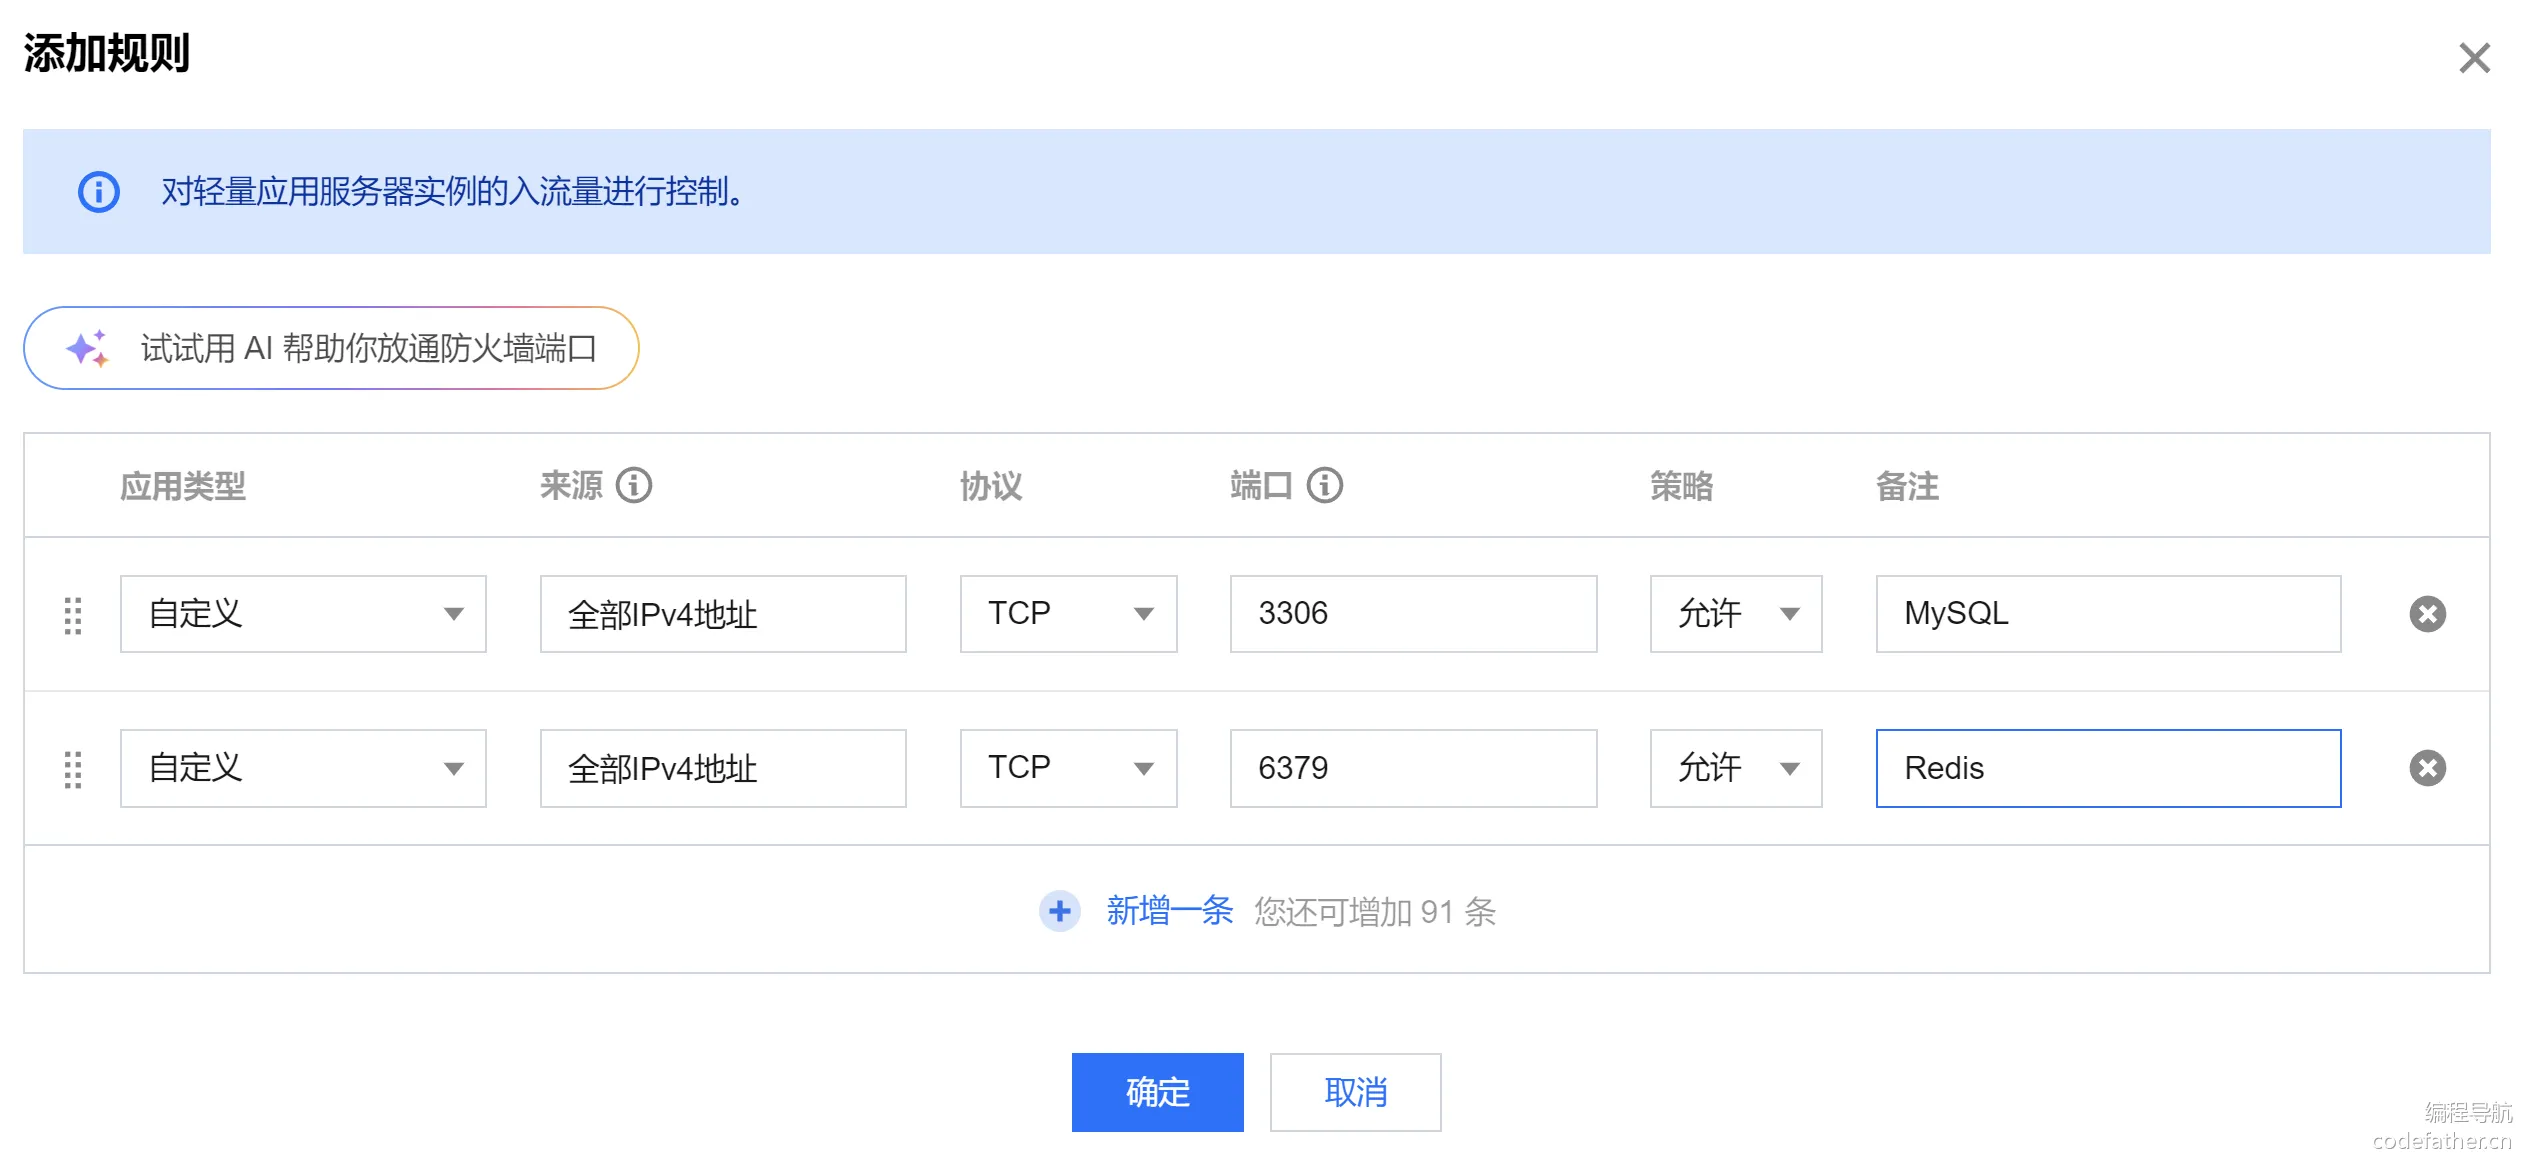 添加规则
对轻量应用服务器实例的入流量进行控制。
试试用 AI 帮助你放通防火墙端口
应用类型 来源 协议 端口 策略 备注
自定义 全部IPv4地址 TCP 3306 允许 MySQL
自定义 全部IPv4地址 TCP 6379 允许 Redis
新增一条 您还可增加 91 条
确定 取消
编程导航
codefather.cn